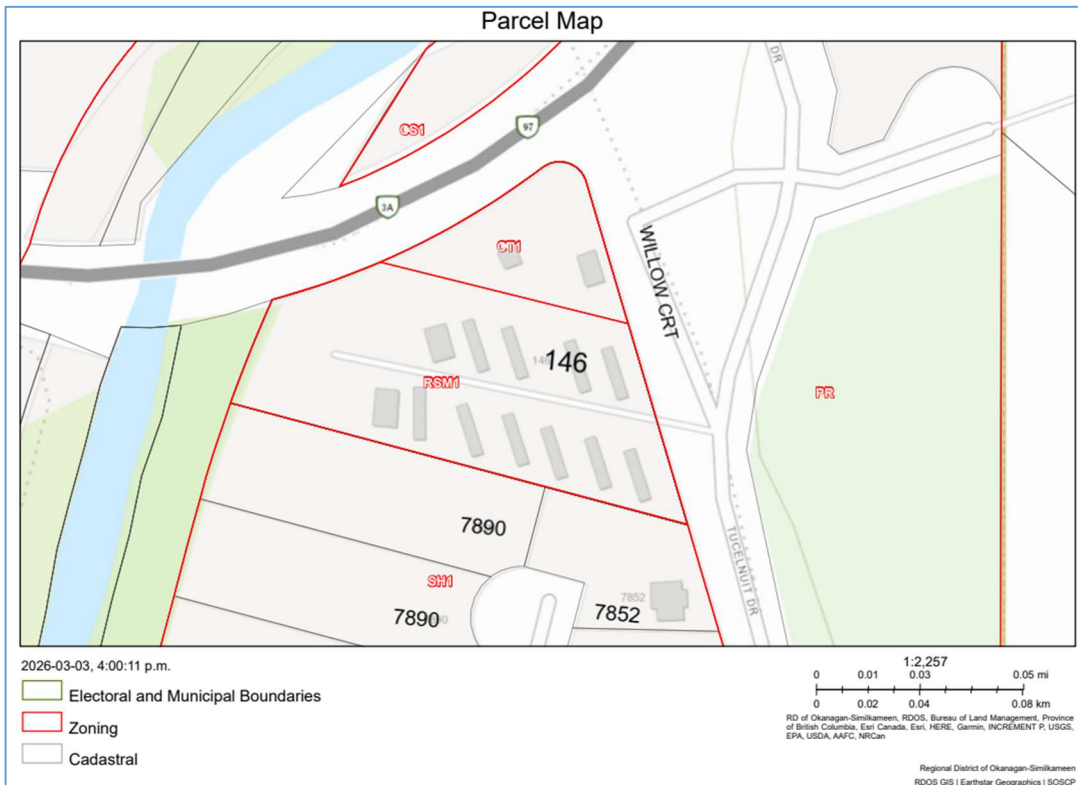 Parcel Map
DR
CS1
97
3A
CT1
WILLOW CRT
146
RSM1
PR
7890
TUCELNUIT DR
SH1
7852
7890
7852
2026-03-03, 4:00:11 p.m.
Electoral and Municipal Boundaries
Zoning
Cadastral
1:2,257
0 0.01 0.03 0.05 mi
0 0.02 0.04 0.08 km
RD of Okanagan-Similkameen, RDOS, Bureau of Land Management, Province
of British Columbia, Esri Canada, Esri, HERE, Garmin, INCREMENT P, USGS,
EPA, USDA, AAFC, NRCan
Regional District of Okanagan-Similkameen
RDOS GIS | Earthstar Geographics | SOSCP